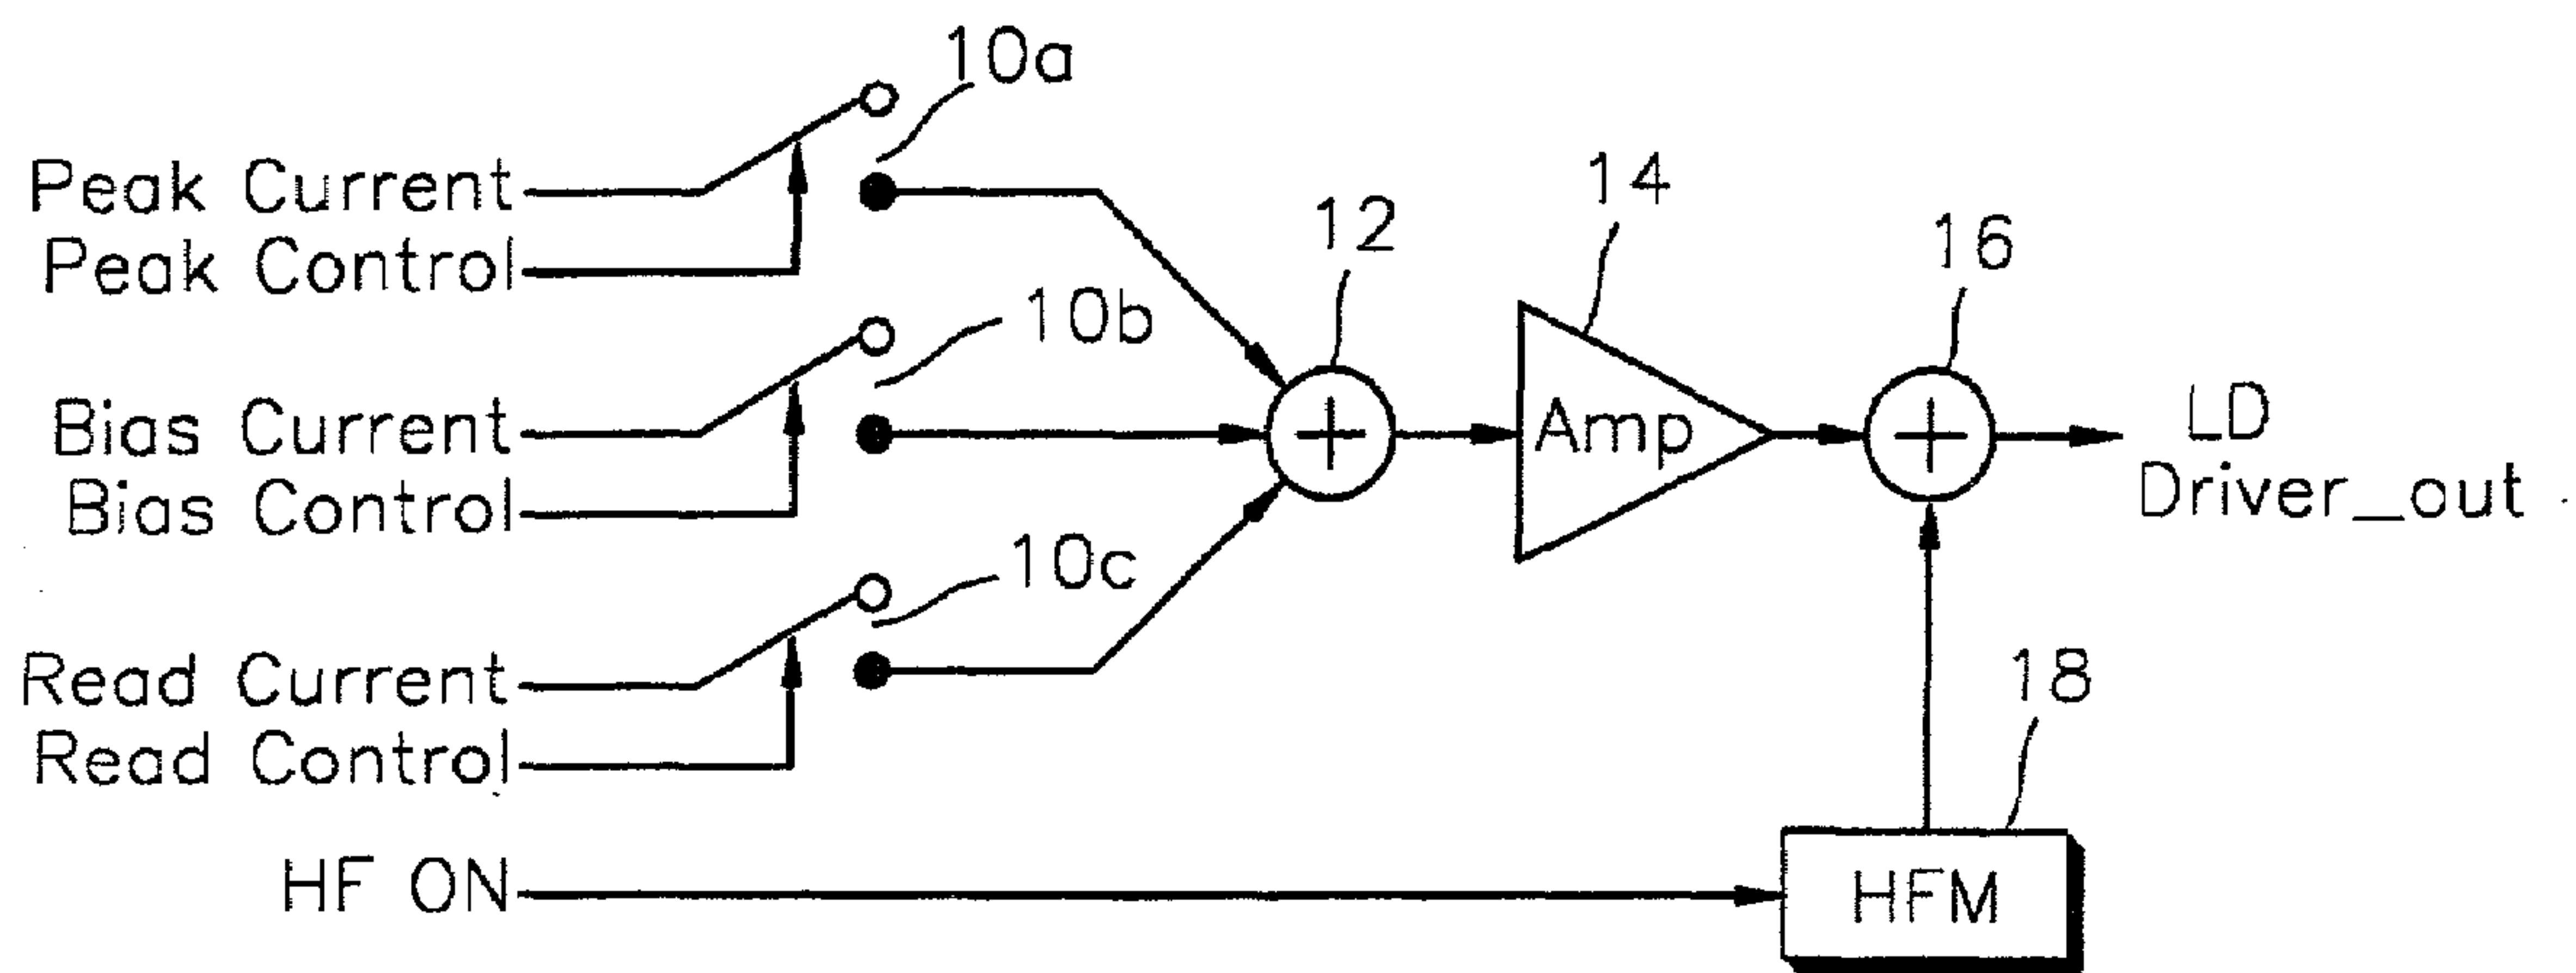 10a
Peak Current
Peak Control
10b
Bias Current
Bias Control
10c
Read Current
Read Control
HF ON
12
14
Amp
16
LD
Driver_out
18
HFM